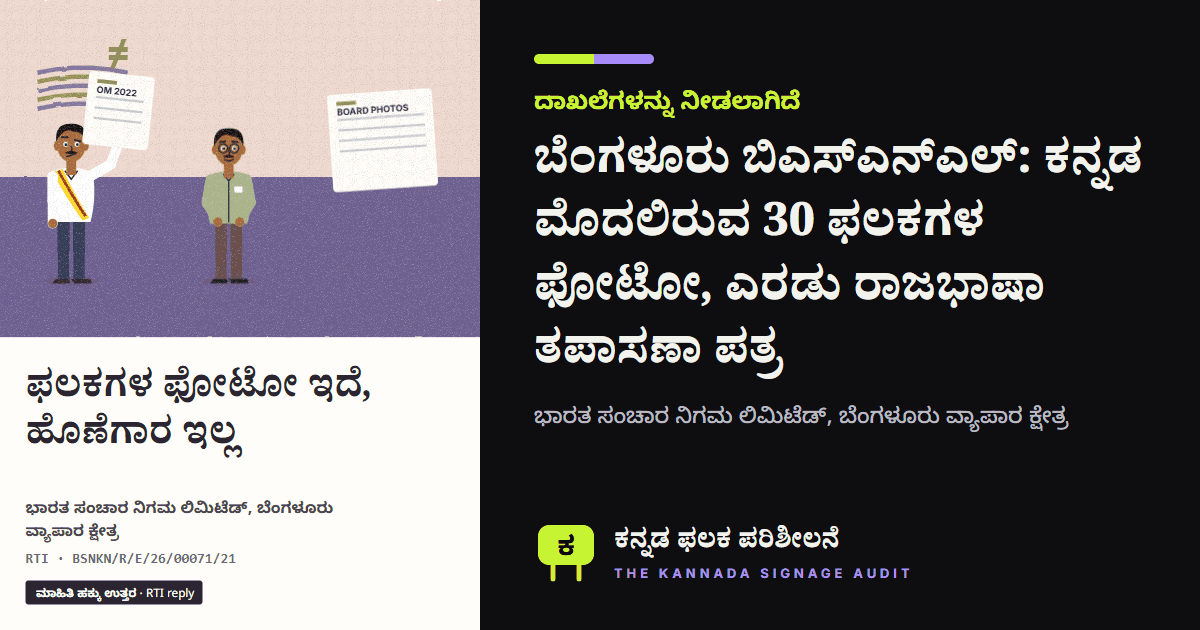 ≠
OM 2022
BOARD PHOTOS
ಫಲಕಗಳ ಫೋಟೋ ಇದೆ,
ಹೊಣೆಗಾರ ಇಲ್ಲ
ಭಾರತ ಸಂಚಾರ ನಿಗಮ ಲಿಮಿಟೆಡ್, ಬೆಂಗಳೂರು
ವ್ಯಾಪಾರ ಕ್ಷೇತ್ರ
RTI · BSNKN/R/E/26/00071/21
ಮಾಹಿತಿ ಹಕ್ಕು ಉತ್ತರ · RTI reply
ದಾಖಲೆಗಳನ್ನು ನೀಡಲಾಗಿದೆ
ಬೆಂಗಳೂರು ಬಿಎಸ್‌ಎನ್‌ಎಲ್: ಕನ್ನಡ
ಮೊದಲಿರುವ 30 ಫಲಕಗಳ
ಫೋಟೋ, ಎರಡು ರಾಜಭಾಷಾ
ತಪಾಸಣಾ ಪತ್ರ
ಭಾರತ ಸಂಚಾರ ನಿಗಮ ಲಿಮಿಟೆಡ್, ಬೆಂಗಳೂರು ವ್ಯಾಪಾರ ಕ್ಷೇತ್ರ
ಕ
ಕನ್ನಡ ಫಲಕ ಪರಿಶೀಲನೆ
THE KANNADA SIGNAGE AUDIT